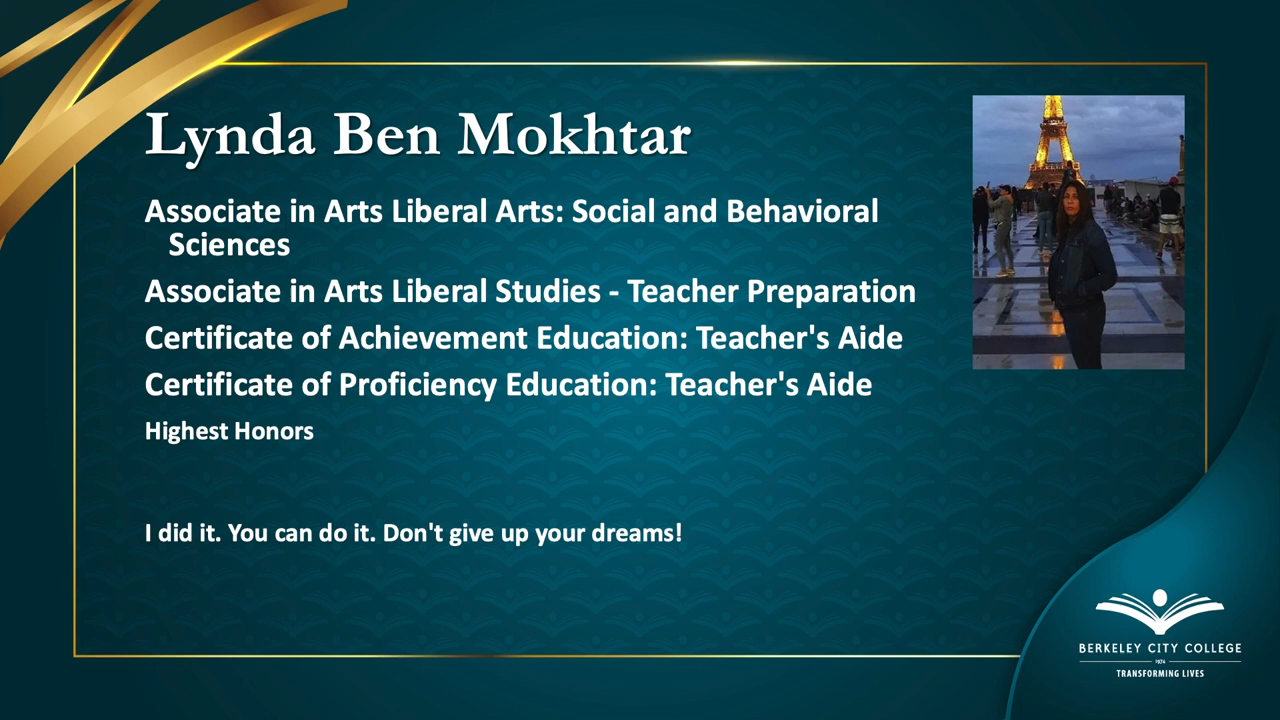 Lynda Ben Mokhtar
Associate in Arts Liberal Arts: Social and Behavioral
Sciences
Associate in Arts Liberal Studies - Teacher Preparation
Certificate of Achievement Education: Teacher's Aide
Certificate of Proficiency Education: Teacher's Aide
Highest Honors
I did it. You can do it. Don't give up your dreams!
BERKELEY CITY COLLEGE
1974
TRANSFORMING LIVES